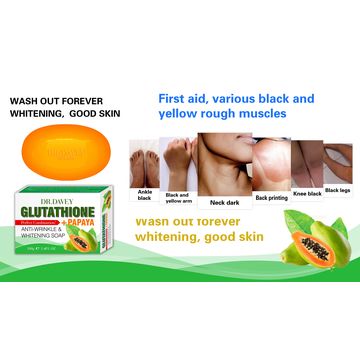 WASH OUT FOREVER
WHITENING, GOOD SKIN
First aid, various black and
yellow rough muscles
DR.DAVEY
DR.DAVEY
GLUTATHIONE
+PAPAYA
ANTI-WRINKLE &
WHITENING SOAP
Ankle
black
Black and
yellow arm
Neck dark
Back printing
Knee black
Black legs
Wash out forever
whitening, good skin